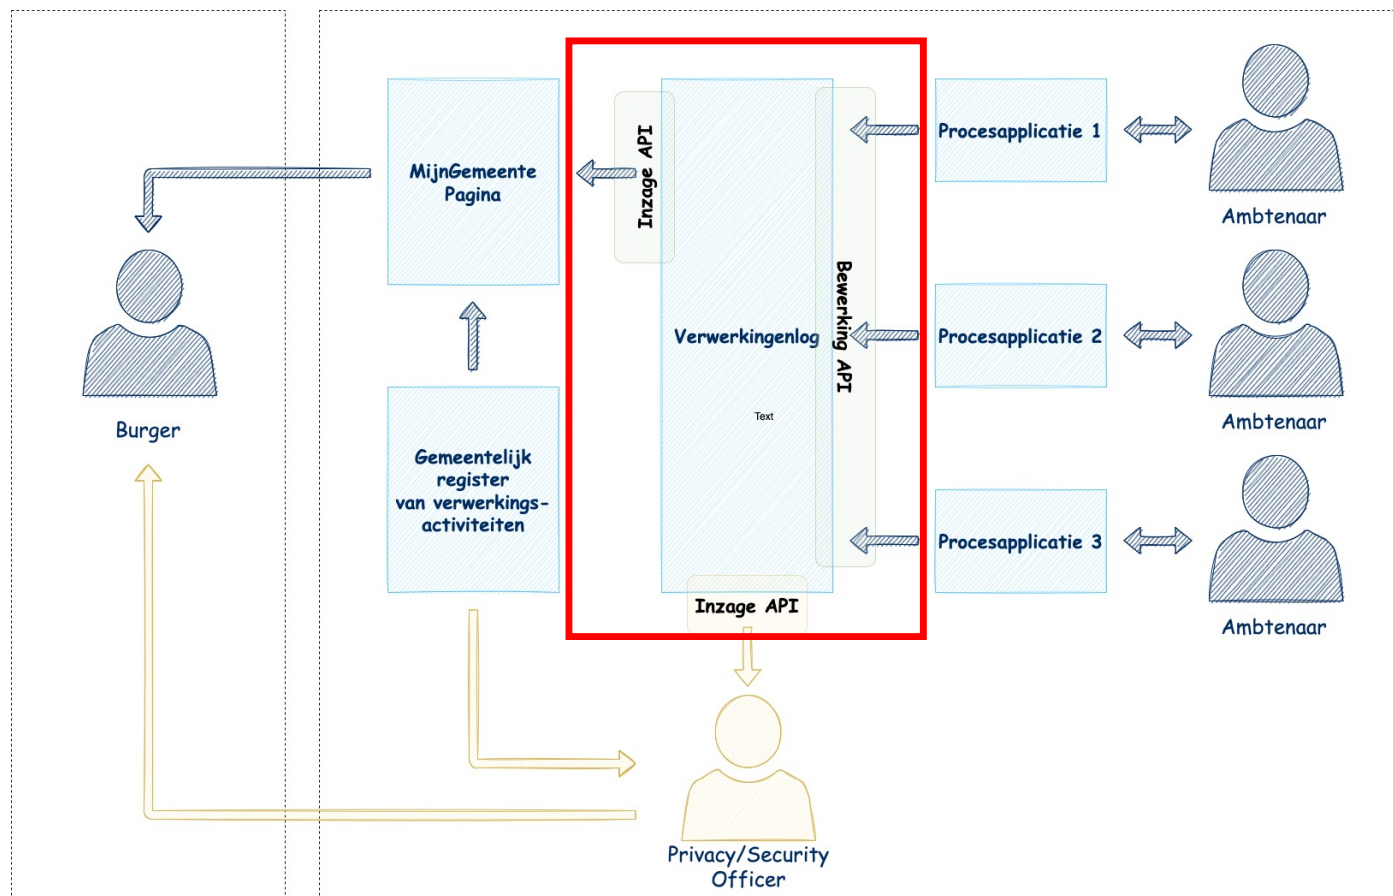 MijnGemeente
Pagina
Inzage API
Verwerkingenlog
Text
Bewerking API
Procesapplicatie 1
Ambtenaar
Procesapplicatie 2
Ambtenaar
Procesapplicatie 3
Ambtenaar
Burger
Gemeentelijk
register
van verwerkings-
activiteiten
Inzage API
Privacy/Security
Officer